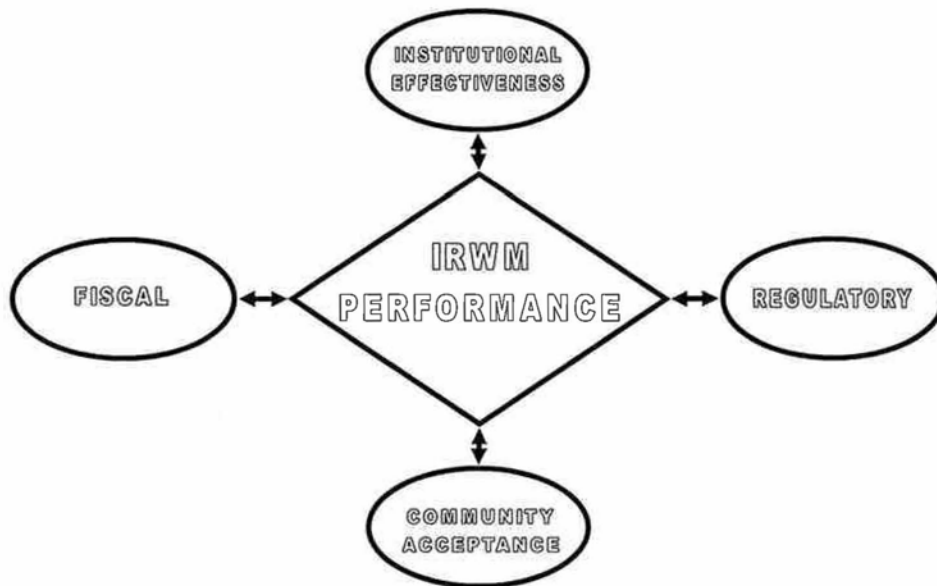 INSTITUTIONAL
EFFECTIVENESS
IRWM
PERFORMANCE
FISCAL
REGULATORY
COMMUNITY
ACCEPTANCE